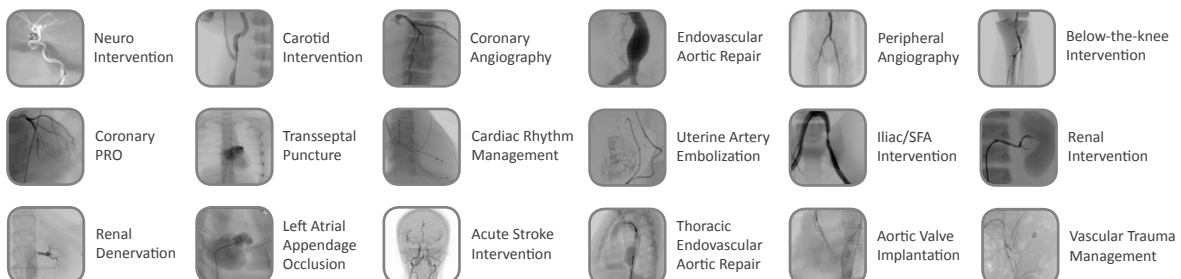 Neuro
Intervention
Carotid
Intervention
Coronary
Angiography
Endovascular
Aortic Repair
Peripheral
Angiography
Below-the-knee
Intervention
Coronary
PRO
Transseptal
Puncture
Cardiac Rhythm
Management
Uterine Artery
Embolization
Iliac/SFA
Intervention
Renal
Intervention
Renal
Denervation
Left Atrial
Appendage
Occlusion
Acute Stroke
Intervention
Thoracic
Endovascular
Aortic Repair
Aortic Valve
Implantation
Vascular Trauma
Management